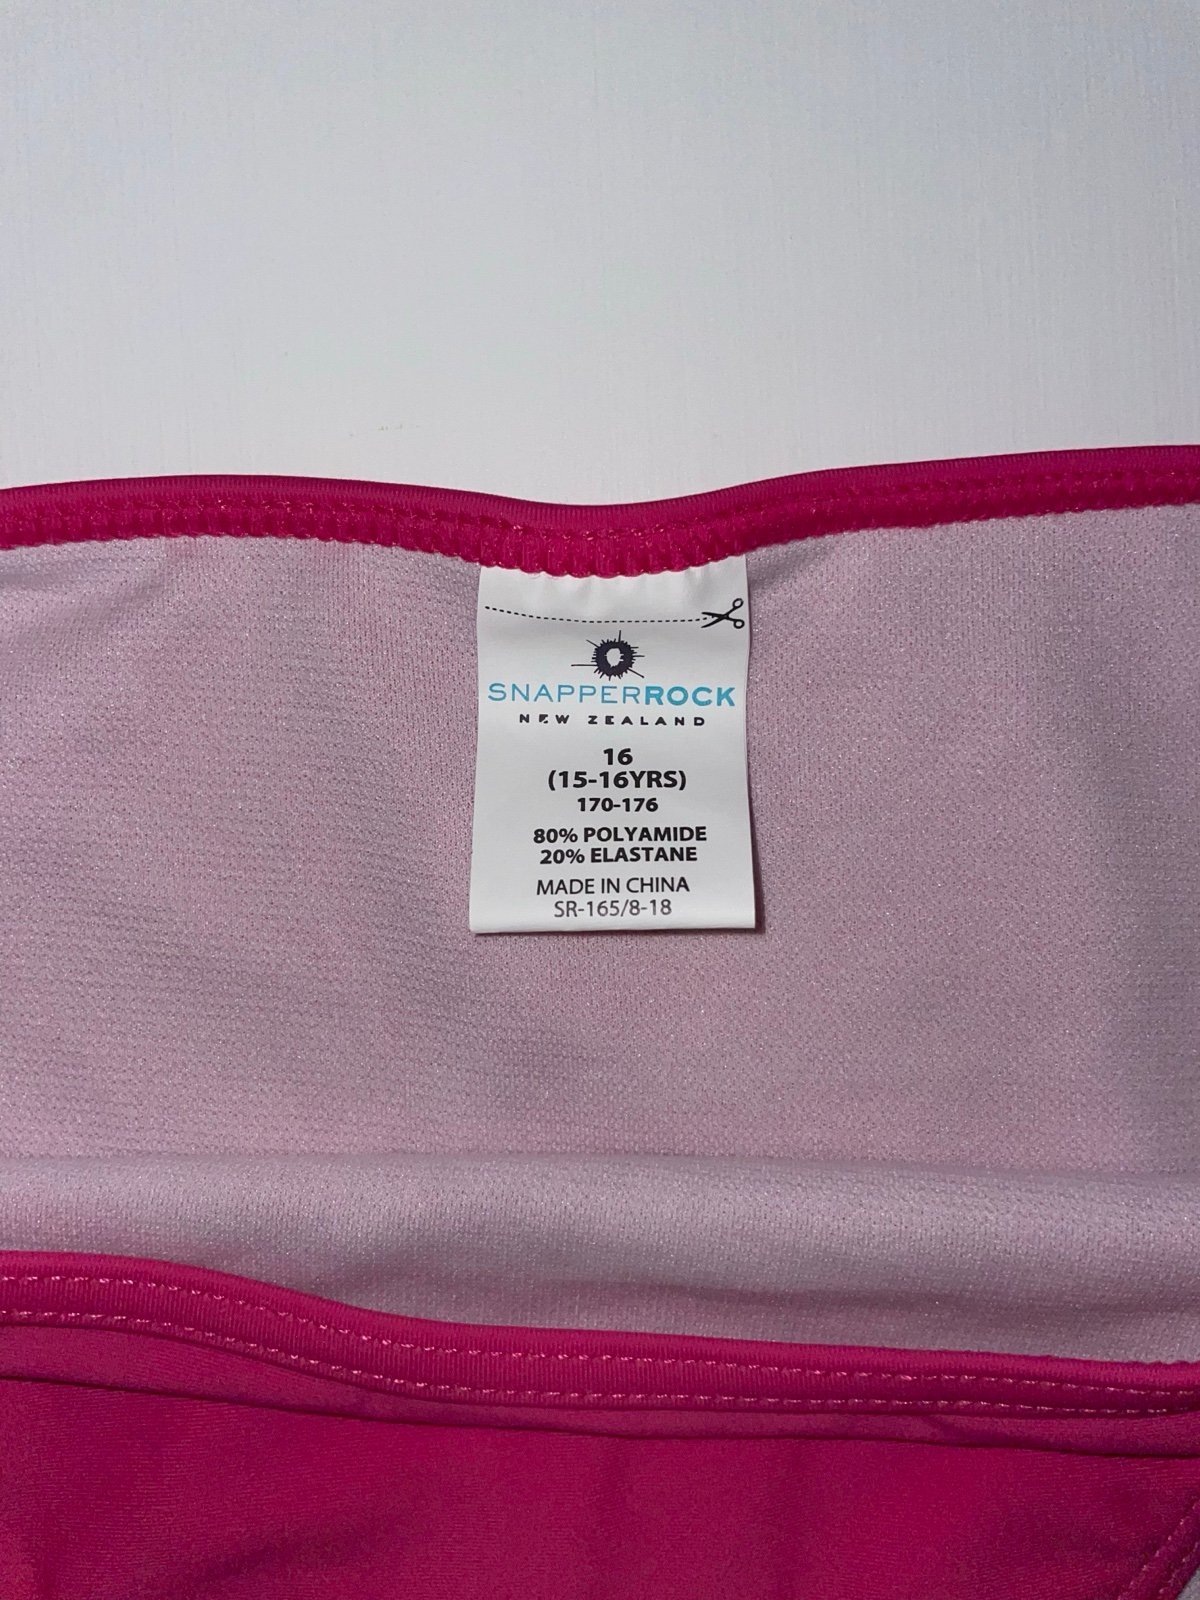 SNAPPERROCK
NEW ZEALAND
16
(15-16YRS)
170-176
80% POLYAMIDE
20% ELASTANE
MADE IN CHINA
SR-165/8-18